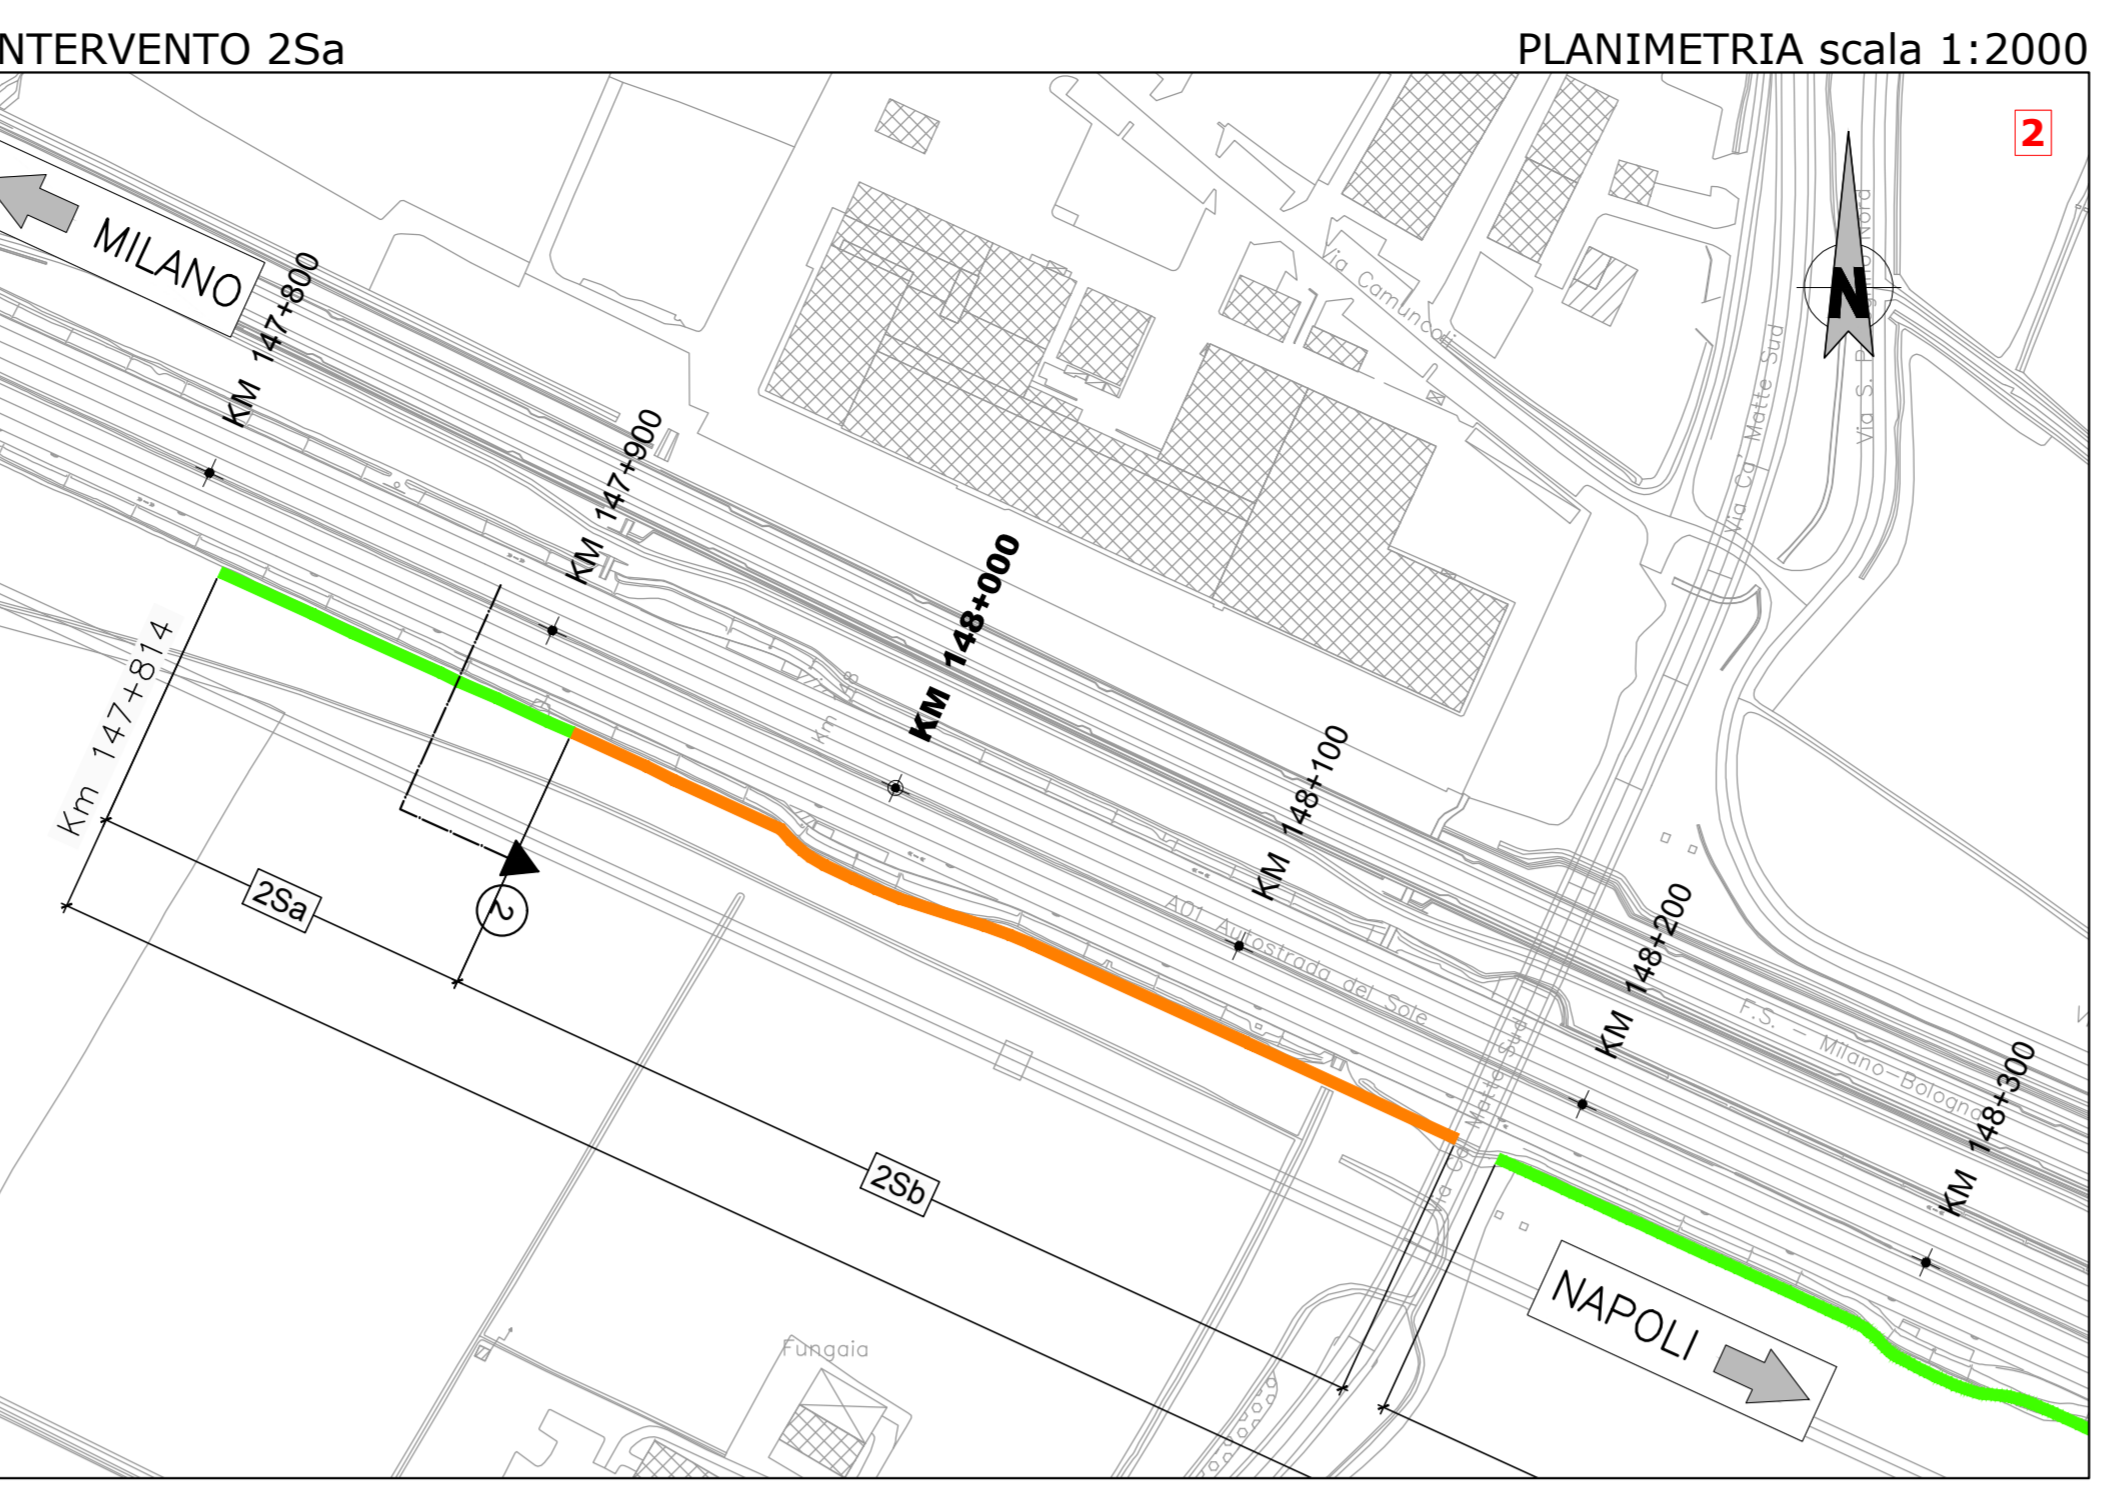 NTERVENTO 2Sa
PLANIMETRIA scala 1:2000
2
N
MILANO
KM 147+800
KM 147+900
KM 148+000
KM 148+100
KM 148+200
KM 148+300
Km 147+814
2Sa
2
2Sb
NAPOLI
Via Camuncoli
Via Ca' Matte Sud
A01 Autostrada del Sole
F.S. - Milano-Bologna
Km
Fungaia